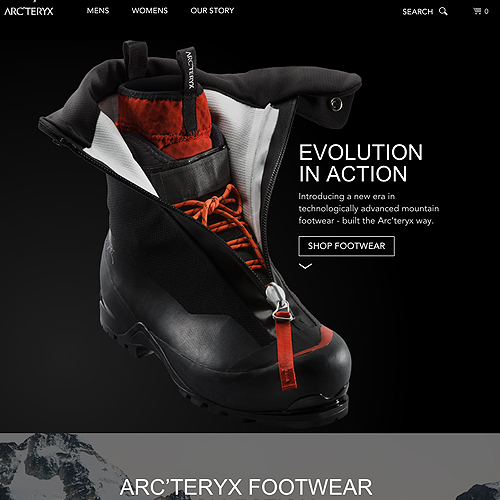 ARC'TERYX MENS WOMENS OUR STORY SEARCH 0
ARC'TERYX
EVOLUTION
IN ACTION
Introducing a new era in
technologically advanced mountain
footwear - built the Arc'teryx way.
SHOP FOOTWEAR
ARC'TERYX FOOTWEAR